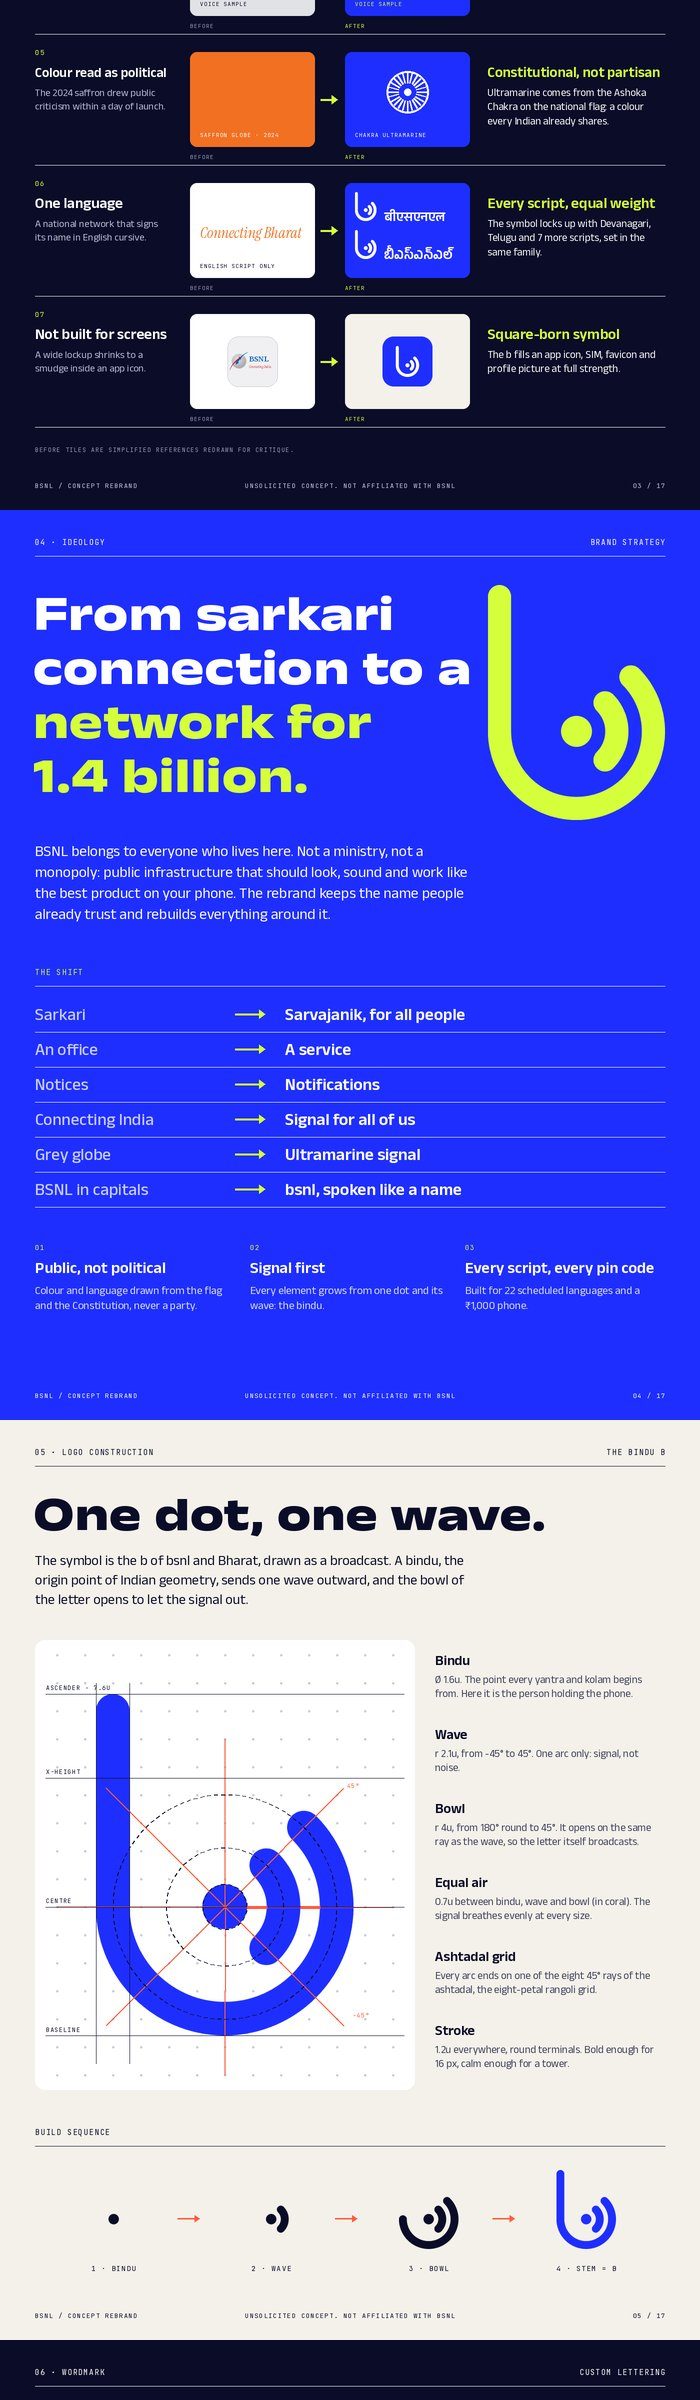 VOICE SAMPLE
VOICE SAMPLE
BEFORE
AFTER
05
Colour read as political
The 2024 saffron drew public
criticism within a day of launch.
SAFFRON GLOBE · 2024
BEFORE
CHAKRA ULTRAMARINE
AFTER
Constitutional, not partisan
Ultramarine comes from the Ashoka
Chakra on the national flag: a colour
every Indian already shares.
06
One language
A national network that signs
its name in English cursive.
Connecting Bharat
ENGLISH SCRIPT ONLY
BEFORE
बीएसएनएल
బీఎస్ఎన్ఎల్
AFTER
Every script, equal weight
The symbol locks up with Devanagari,
Telugu and 7 more scripts, set in the
same family.
07
Not built for screens
A wide lockup shrinks to a
smudge inside an app icon.
BSNL
BEFORE
AFTER
Square-born symbol
The b fills an app icon, SIM, favicon and
profile picture at full strength.
BEFORE TILES ARE SIMPLIFIED REFERENCES REDRAWN FOR CRITIQUE.
BSNL / CONCEPT REBRAND
UNSOLICITED CONCEPT. NOT AFFILIATED WITH BSNL
03 / 17
04 · IDEOLOGY
BRAND STRATEGY
From sarkari
connection to a
network for
1.4 billion.
BSNL belongs to everyone who lives here. Not a ministry, not a
monopoly: public infrastructure that should look, sound and work like
the best product on your phone. The rebrand keeps the name people
already trust and rebuilds everything around it.
THE SHIFT
Sarkari
Sarvajanik, for all people
An office
A service
Notices
Notifications
Connecting India
Signal for all of us
Grey globe
Ultramarine signal
BSNL in capitals
bsnl, spoken like a name
01
Public, not political
Colour and language drawn from the flag
and the Constitution, never a party.
02
Signal first
Every element grows from one dot and its
wave: the bindu.
03
Every script, every pin code
Built for 22 scheduled languages and a
₹1,000 phone.
BSNL / CONCEPT REBRAND
UNSOLICITED CONCEPT. NOT AFFILIATED WITH BSNL
04 / 17
05 · LOGO CONSTRUCTION
THE BINDU B
One dot, one wave.
The symbol is the b of bsnl and Bharat, drawn as a broadcast. A bindu, the
origin point of Indian geometry, sends one wave outward, and the bowl of
the letter opens to let the signal out.
ASCENDER · 7.6U
X-HEIGHT
45°
CENTRE
-45°
BASELINE
Bindu
Ø 1.6u. The point every yantra and kolam begins
from. Here it is the person holding the phone.
Wave
r 2.1u, from -45° to 45°. One arc only: signal, not
noise.
Bowl
r 4u, from 180° round to 45°. It opens on the same
ray as the wave, so the letter itself broadcasts.
Equal air
0.7u between bindu, wave and bowl (in coral). The
signal breathes evenly at every size.
Ashtadal grid
Every arc ends on one of the eight 45° rays of the
ashtadal, the eight-petal rangoli grid.
Stroke
1.2u everywhere, round terminals. Bold enough for
16 px, calm enough for a tower.
BUILD SEQUENCE
1 · BINDU
2 · WAVE
3 · BOWL
4 · STEM = B
BSNL / CONCEPT REBRAND
UNSOLICITED CONCEPT. NOT AFFILIATED WITH BSNL
05 / 17
06 · WORDMARK
CUSTOM LETTERING